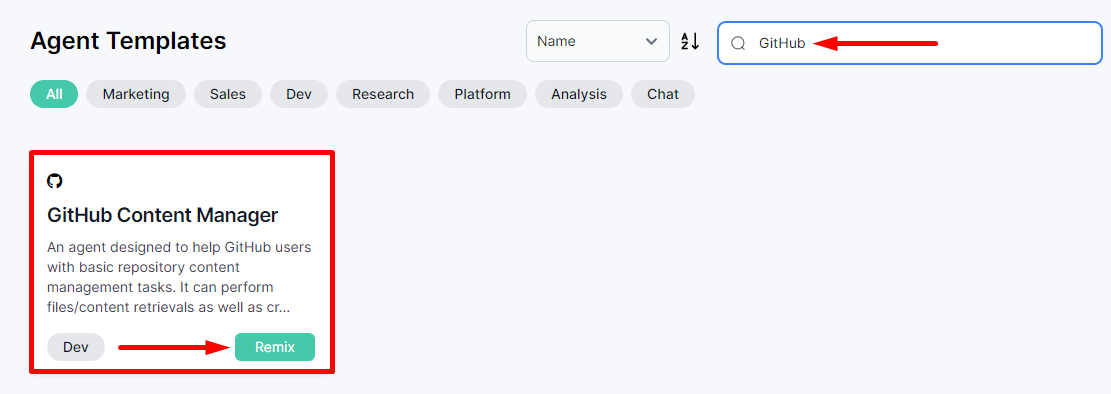 Agent Templates
Name
A
Z
GitHub
All
Marketing
Sales
Dev
Research
Platform
Analysis
Chat
GitHub Content Manager
An agent designed to help GitHub users
with basic repository content
management tasks. It can perform
files/content retrievals as well as cr...
Dev
Remix